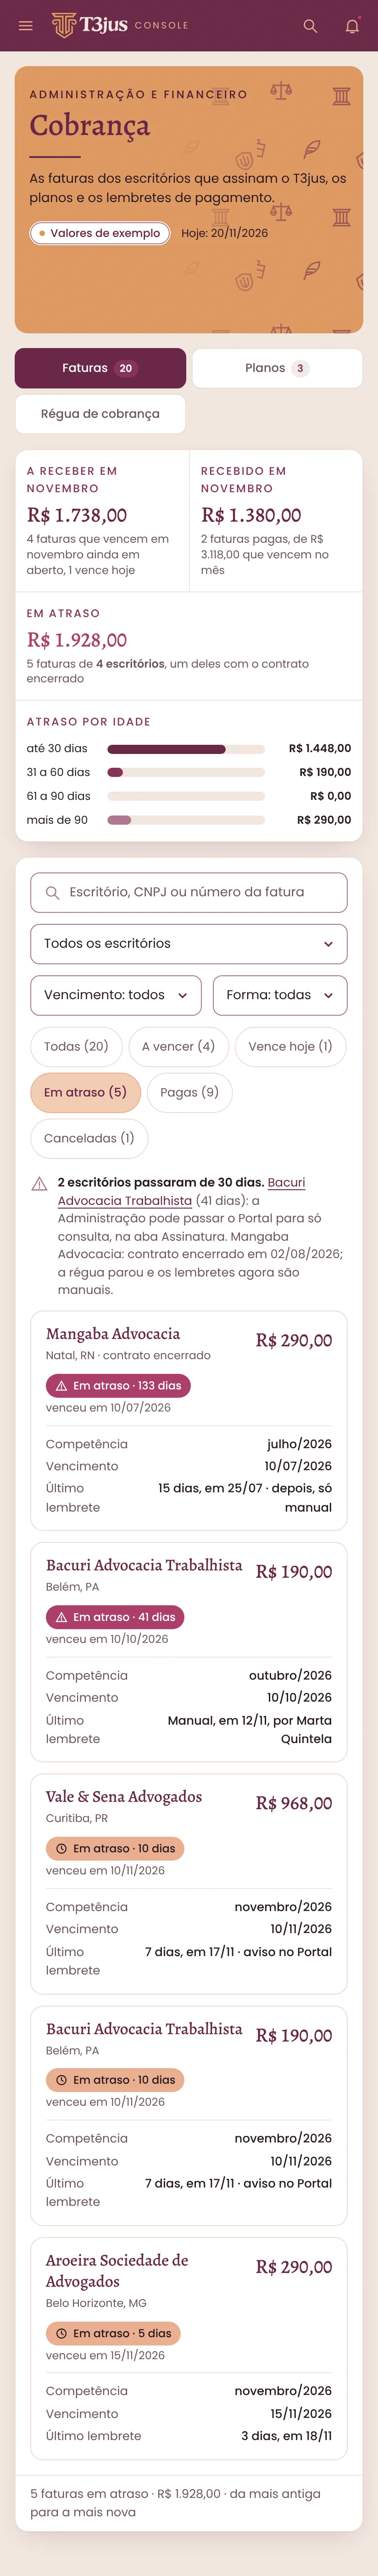 T3jus CONSOLE
ADMINISTRAÇÃO E FINANCEIRO
Cobrança
As faturas dos escritórios que assinam o T3jus, os
planos e os lembretes de pagamento.
Valores de exemplo Hoje: 20/11/2026
Faturas 20
Planos 3
Régua de cobrança
A RECEBER EM
NOVEMBRO
R$ 1.738,00
4 faturas que vencem em
novembro ainda em
aberto, 1 vence hoje
RECEBIDO EM
NOVEMBRO
R$ 1.380,00
2 faturas pagas, de R$
3.118,00 que vencem no
mês
EM ATRASO
R$ 1.928,00
5 faturas de 4 escritórios, um deles com o contrato
encerrado
ATRASO POR IDADE
até 30 dias R$ 1.448,00
31 a 60 dias R$ 190,00
61 a 90 dias R$ 0,00
mais de 90 R$ 290,00
Escritório, CNPJ ou número da fatura
Todos os escritórios
Vencimento: todos Forma: todas
Todas (20) A vencer (4) Vence hoje (1)
Em atraso (5) Pagas (9)
Canceladas (1)
2 escritórios passaram de 30 dias. Bacuri
Advocacia Trabalhista (41 dias): a
Administração pode passar o Portal para só
consulta, na aba Assinatura. Mangaba
Advocacia: contrato encerrado em 02/08/2026;
a régua parou e os lembretes agora são
manuais.
Mangaba Advocacia R$ 290,00
Natal, RN · contrato encerrado
Em atraso · 133 dias
venceu em 10/07/2026
Competência julho/2026
Vencimento 10/07/2026
Último 15 dias, em 25/07 · depois, só
lembrete manual
Bacuri Advocacia Trabalhista R$ 190,00
Belém, PA
Em atraso · 41 dias
venceu em 10/10/2026
Competência outubro/2026
Vencimento 10/10/2026
Último Manual, em 12/11, por Marta
lembrete Quintela
Vale & Sena Advogados R$ 968,00
Curitiba, PR
Em atraso · 10 dias
venceu em 10/11/2026
Competência novembro/2026
Vencimento 10/11/2026
Último 7 dias, em 17/11 · aviso no Portal
lembrete
Bacuri Advocacia Trabalhista R$ 190,00
Belém, PA
Em atraso · 10 dias
venceu em 10/11/2026
Competência novembro/2026
Vencimento 10/11/2026
Último 7 dias, em 17/11 · aviso no Portal
lembrete
Aroeira Sociedade de R$ 290,00
Advogados
Belo Horizonte, MG
Em atraso · 5 dias
venceu em 15/11/2026
Competência novembro/2026
Vencimento 15/11/2026
Último lembrete 3 dias, em 18/11
5 faturas em atraso · R$ 1.928,00 · da mais antiga
para a mais nova